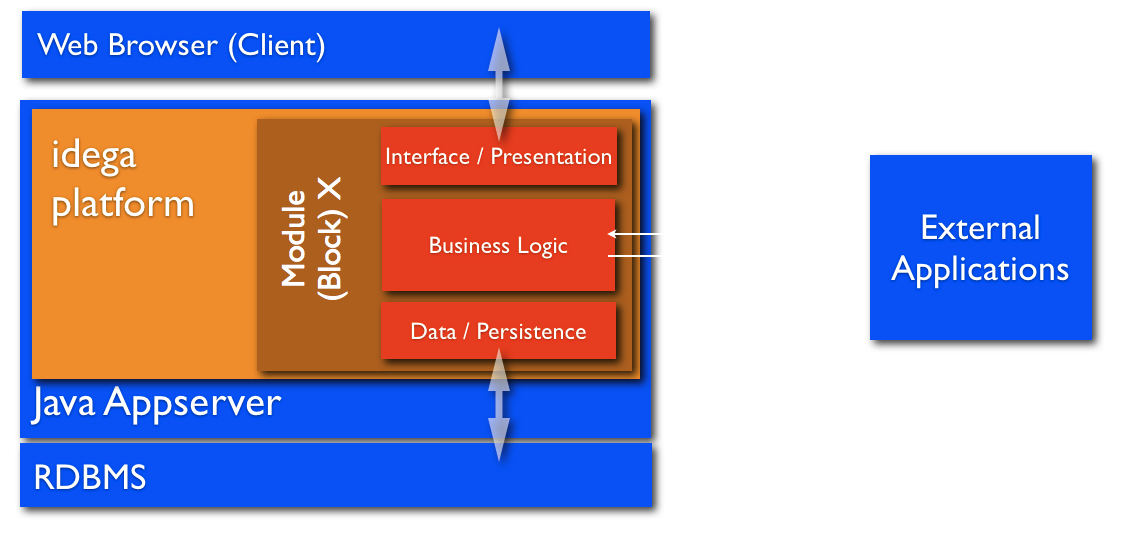 Web Browser (Client)
idega
platform
Module
(Block) X
Interface / Presentation
Business Logic
Data / Persistence
Java Appserver
RDBMS
External
Applications